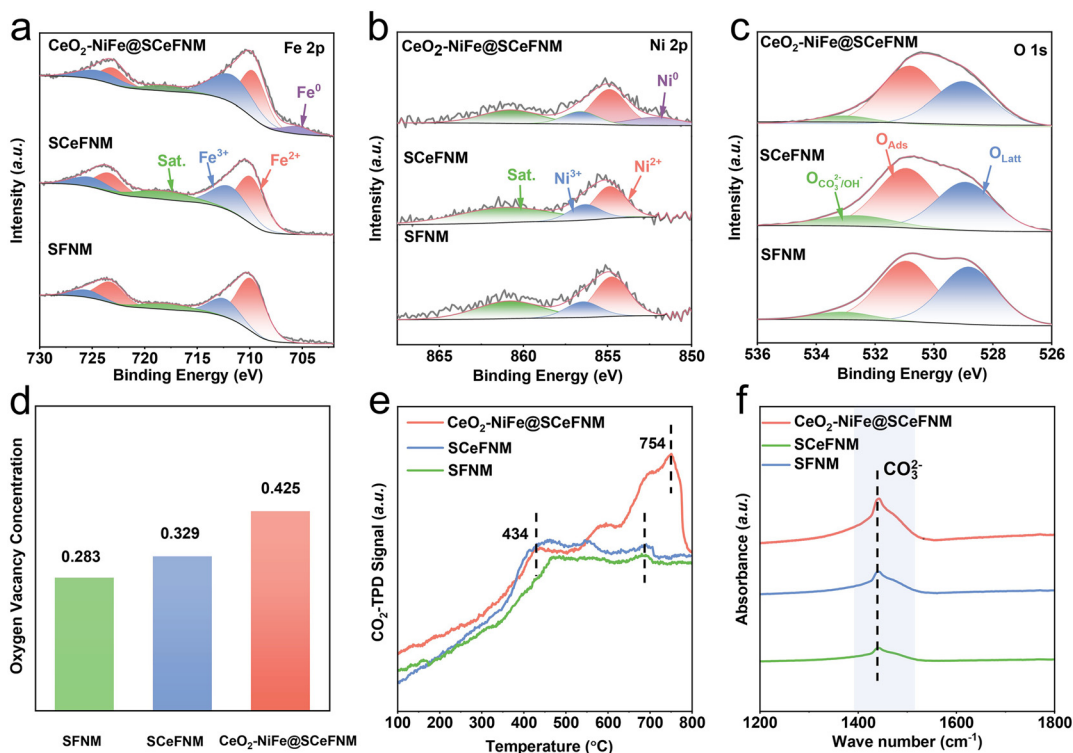 a
CeO₂-NiFe@SCeFNM
Fe 2p
Fe⁰
SCeFNM
Sat.
Fe³⁺
Fe²⁺
SFNM
Intensity (a.u.)
730 725 720 715 710 705
Binding Energy (eV)
b
CeO₂-NiFe@SCeFNM
Ni 2p
Ni⁰
SCeFNM
Sat.
Ni³⁺
Ni²⁺
SFNM
Intensity (a.u.)
865 860 855 850
Binding Energy (eV)
c
CeO₂-NiFe@SCeFNM
O 1s
SCeFNM
O_Ads
O_Latt
O_CO₃²⁻/OH⁻
SFNM
Intensity (a.u.)
536 534 532 530 528 526
Binding Energy (eV)
d
Oxygen Vacancy Concentration
0.283
0.329
0.425
SFNM SCeFNM CeO₂-NiFe@SCeFNM
e
CeO₂-NiFe@SCeFNM
SCeFNM
SFNM
754
434
CO₂-TPD Signal (a.u.)
100 200 300 400 500 600 700 800
Temperature (°C)
f
CeO₂-NiFe@SCeFNM
SCeFNM
SFNM
CO₃²⁻
Absorbance (a.u.)
1200 1400 1600 1800
Wave number (cm⁻¹)